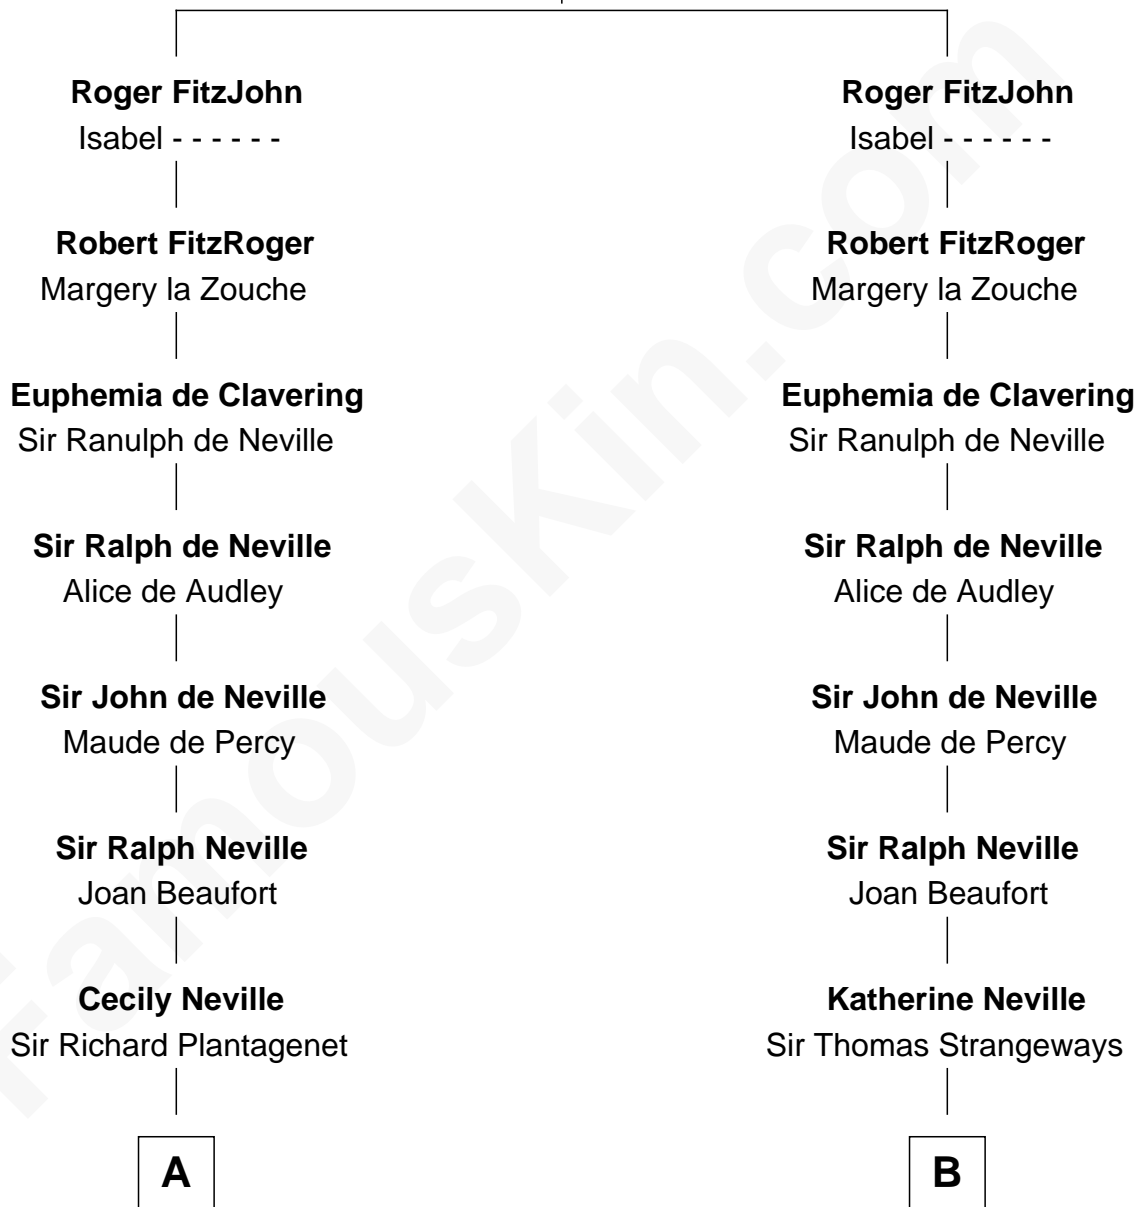 Roger FitzJohn
Isabel - - - - - -
Robert FitzRoger
Margery la Zouche
Euphemia de Clavering
Sir Ranulph de Neville
Sir Ralph de Neville
Alice de Audley
Sir John de Neville
Maude de Percy
Sir Ralph Neville
Joan Beaufort
Cecily Neville
Sir Richard Plantagenet
A
Roger FitzJohn
Isabel - - - - - -
Robert FitzRoger
Margery la Zouche
Euphemia de Clavering
Sir Ranulph de Neville
Sir Ralph de Neville
Alice de Audley
Sir John de Neville
Maude de Percy
Sir Ralph Neville
Joan Beaufort
Katherine Neville
Sir Thomas Strangeways
B
FamousKin.com